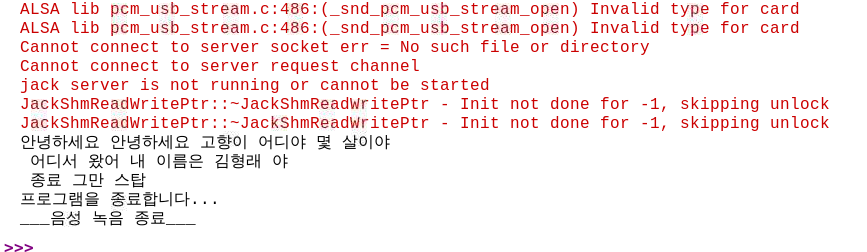 ALSA lib pcm_usb_stream.c:486:(_snd_pcm_usb_stream_open) Invalid type for card
ALSA lib pcm_usb_stream.c:486:(_snd_pcm_usb_stream_open) Invalid type for card
Cannot connect to server socket err = No such file or directory
Cannot connect to server request channel
jack server is not running or cannot be started
JackShmReadWritePtr::~JackShmReadWritePtr - Init not done for -1, skipping unlock
JackShmReadWritePtr::~JackShmReadWritePtr - Init not done for -1, skipping unlock
안녕하세요 안녕하세요 고향이 어디야 몇 살이야
어디서 왔어 내 이름은 김형래 야
종료 그만 스탑
프로그램을 종료합니다...
___음성 녹음 종료___
>>>